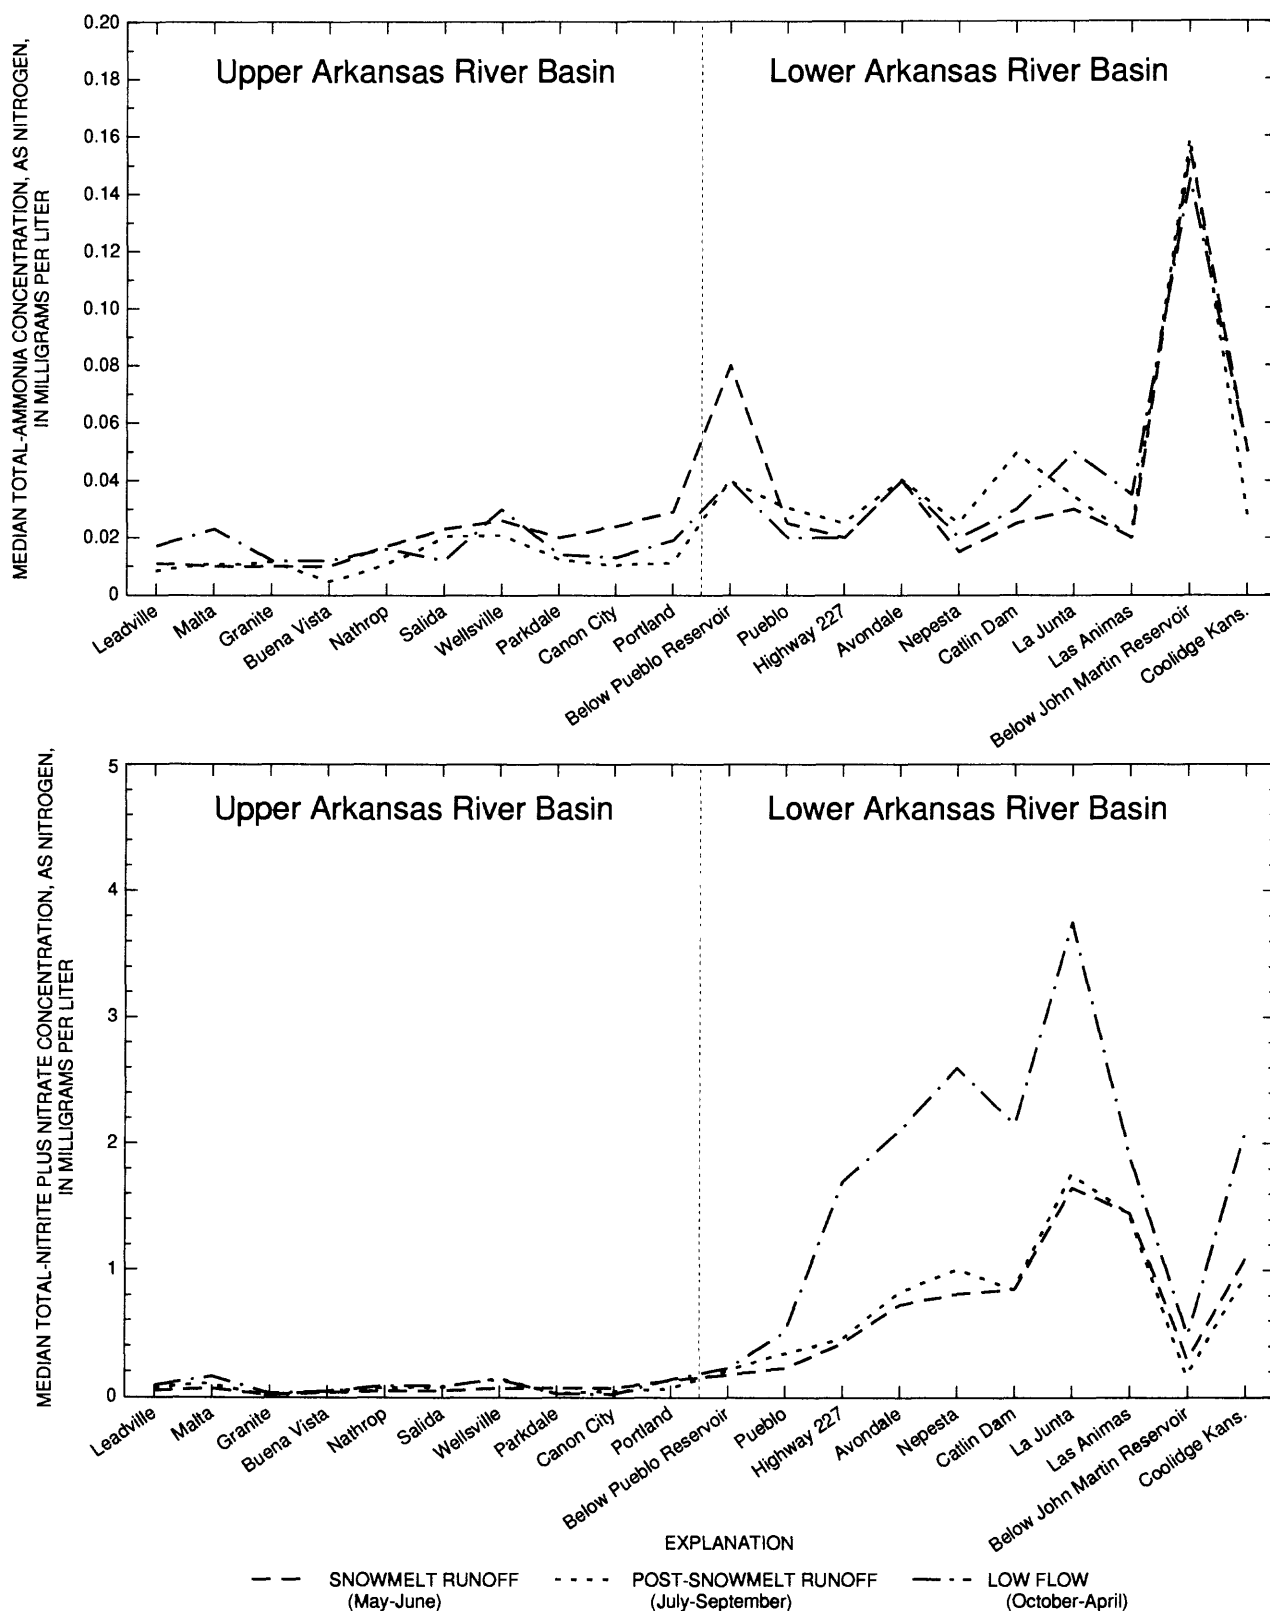 MEDIAN TOTAL-AMMONIA CONCENTRATION, AS NITROGEN,
IN MILLIGRAMS PER LITER
0.20
0.18
0.16
0.14
0.12
0.10
0.08
0.06
0.04
0.02
0
Upper Arkansas River Basin
Lower Arkansas River Basin
Leadville
Malta
Granite
Buena Vista
Nathrop
Salida
Wellsville
Parkdale
Canon City
Portland
Below Pueblo Reservoir
Pueblo
Highway 227
Avondale
Nepesta
Catlin Dam
La Junta
Las Animas
Below John Martin Reservoir
Coolidge Kans.
MEDIAN TOTAL-NITRITE PLUS NITRATE CONCENTRATION, AS NITROGEN,
IN MILLIGRAMS PER LITER
5
4
3
2
1
0
Upper Arkansas River Basin
Lower Arkansas River Basin
Leadville
Malta
Granite
Buena Vista
Nathrop
Salida
Wellsville
Parkdale
Canon City
Portland
Below Pueblo Reservoir
Pueblo
Highway 227
Avondale
Nepesta
Catlin Dam
La Junta
Las Animas
Below John Martin Reservoir
Coolidge Kans.
EXPLANATION
SNOWMELT RUNOFF
(May-June)
POST-SNOWMELT RUNOFF
(July-September)
LOW FLOW
(October-April)